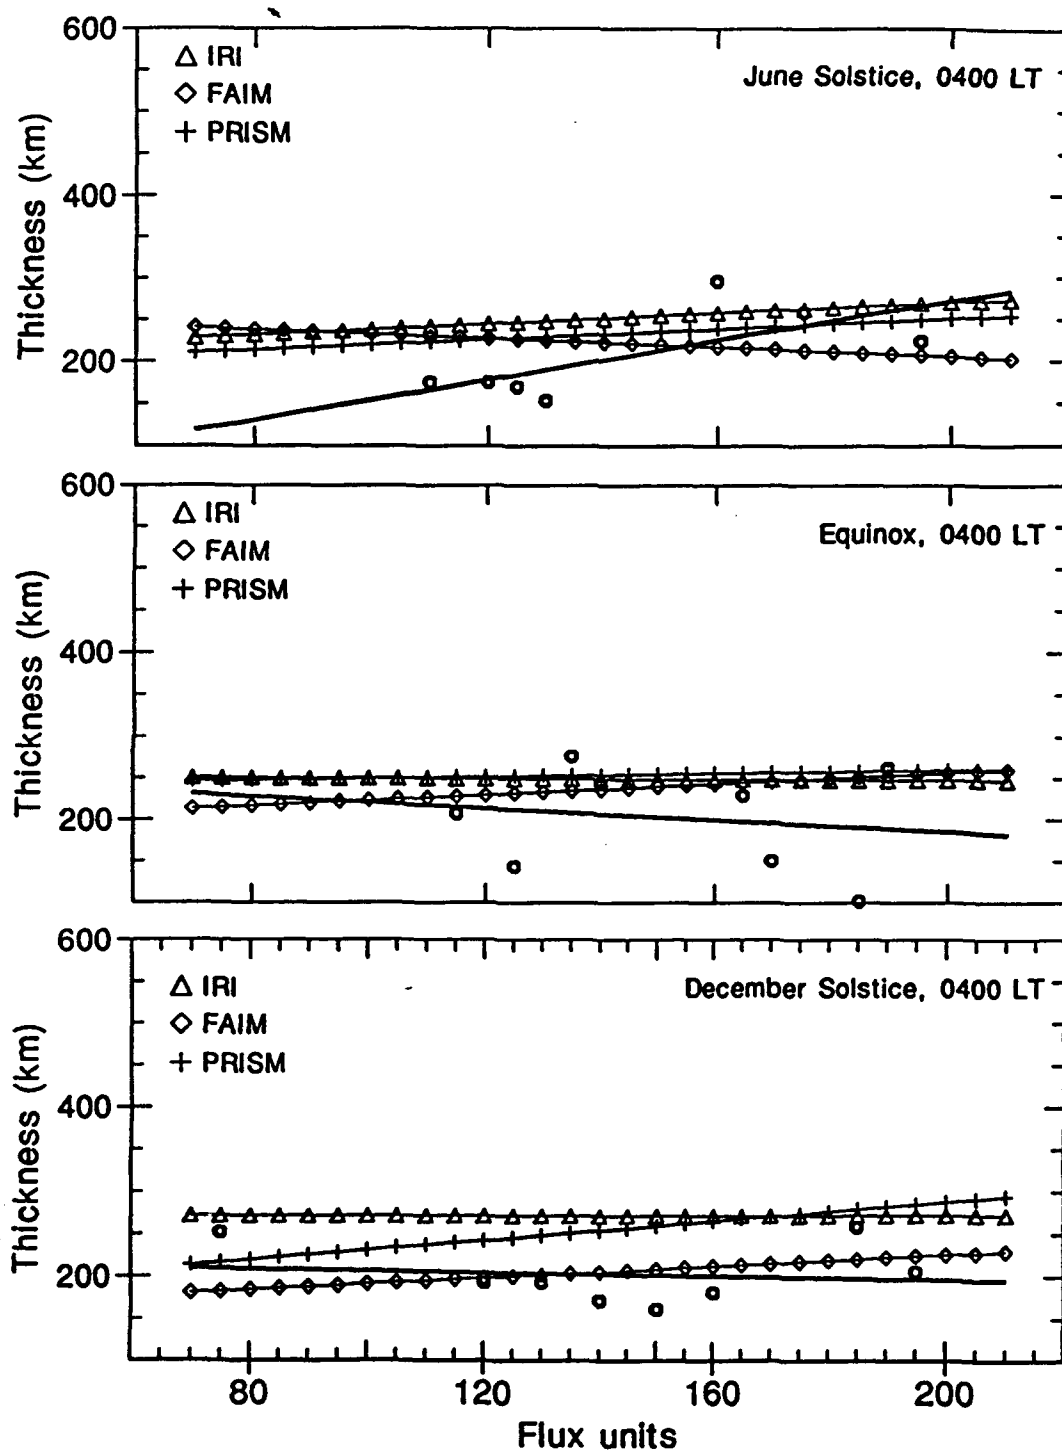 600
△ IRI
June Solstice, 0400 LT
◇ FAIM
+ PRISM
400
200
Thickness (km)
600
△ IRI
Equinox, 0400 LT
◇ FAIM
+ PRISM
400
200
Thickness (km)
600
△ IRI
December Solstice, 0400 LT
◇ FAIM
+ PRISM
400
200
Thickness (km)
80 120 160 200
Flux units